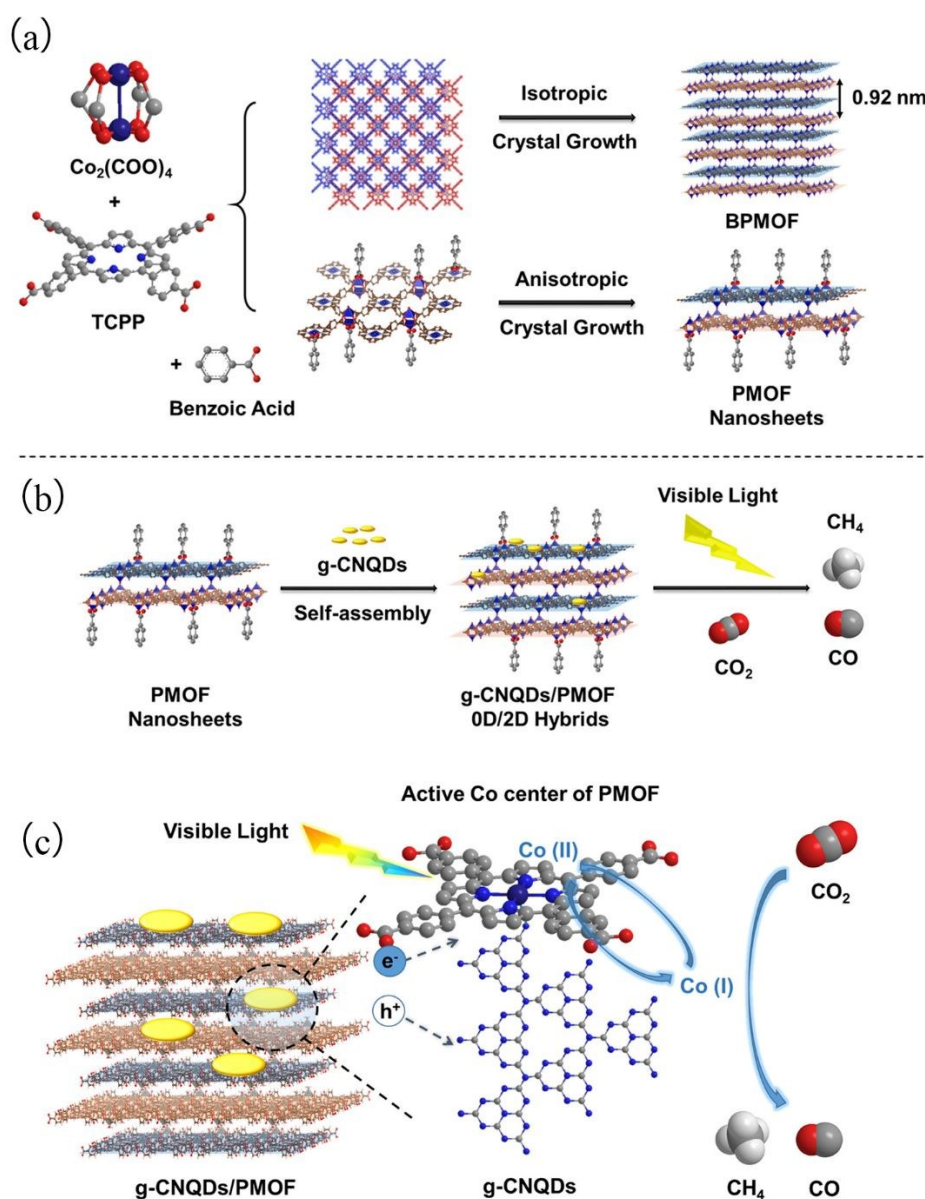 (a)
Co₂(COO)₄
+
TCPP
+
Benzoic Acid
Isotropic
Crystal Growth
0.92 nm
BPMOF
Anisotropic
Crystal Growth
PMOF
Nanosheets
(b)
PMOF
Nanosheets
g-CNQDs
Self-assembly
g-CNQDs/PMOF
0D/2D Hybrids
Visible Light
CO₂
CH₄
CO
(c)
Active Co center of PMOF
Visible Light
Co (II)
Co (I)
e⁻
h⁺
CO₂
g-CNQDs/PMOF
g-CNQDs
CH₄
CO